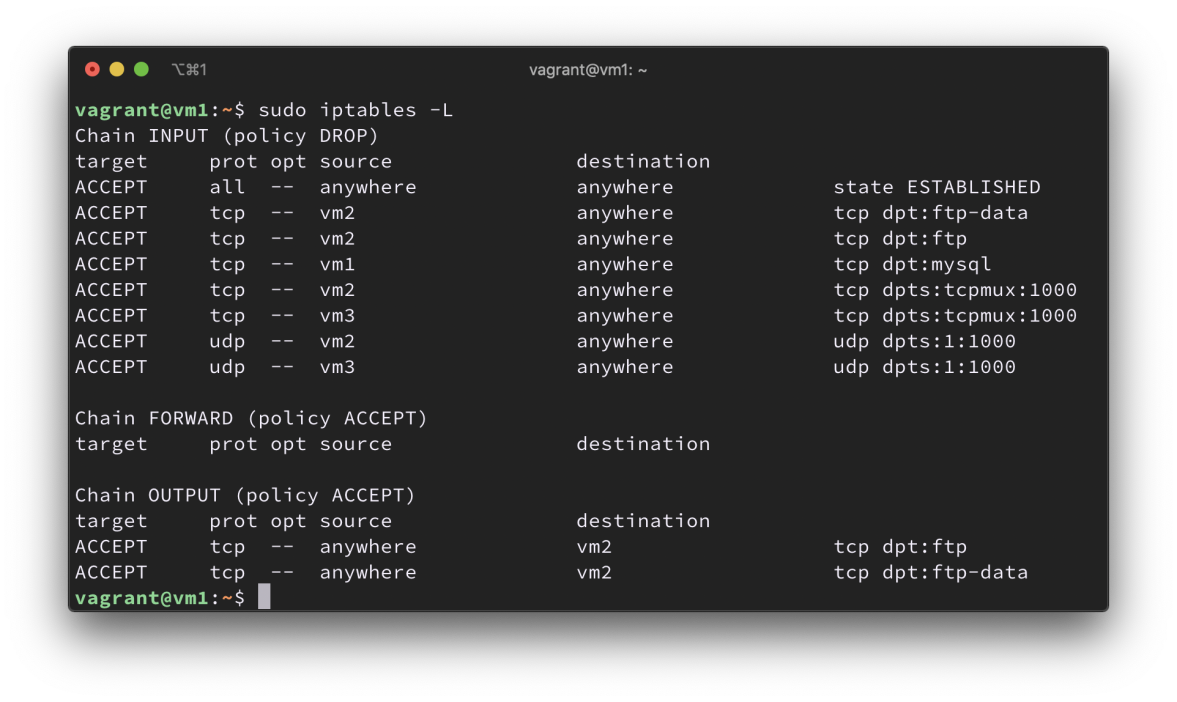 ⌥⌘1
vagrant@vm1: ~
vagrant@vm1:~$ sudo iptables -L
Chain INPUT (policy DROP)
target     prot opt source               destination
ACCEPT     all  --  anywhere             anywhere             state ESTABLISHED
ACCEPT     tcp  --  vm2                  anywhere             tcp dpt:ftp-data
ACCEPT     tcp  --  vm2                  anywhere             tcp dpt:ftp
ACCEPT     tcp  --  vm1                  anywhere             tcp dpt:mysql
ACCEPT     tcp  --  vm2                  anywhere             tcp dpts:tcpmux:1000
ACCEPT     tcp  --  vm3                  anywhere             tcp dpts:tcpmux:1000
ACCEPT     udp  --  vm2                  anywhere             udp dpts:1:1000
ACCEPT     udp  --  vm3                  anywhere             udp dpts:1:1000

Chain FORWARD (policy ACCEPT)
target     prot opt source               destination

Chain OUTPUT (policy ACCEPT)
target     prot opt source               destination
ACCEPT     tcp  --  anywhere             vm2                  tcp dpt:ftp
ACCEPT     tcp  --  anywhere             vm2                  tcp dpt:ftp-data
vagrant@vm1:~$